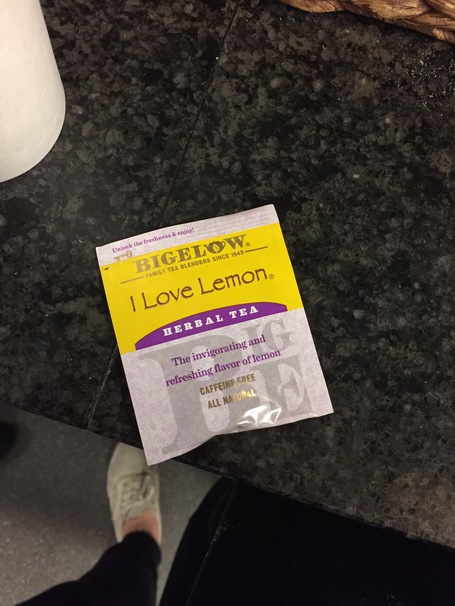 Unlock the freshness & enjoy!
BIGELOW®
FAMILY TEA BLENDERS SINCE 1945
I LOVE LEMON®
HERBAL TEA
The invigorating and
refreshing flavor of lemon
CAFFEINE FREE
ALL NATURAL